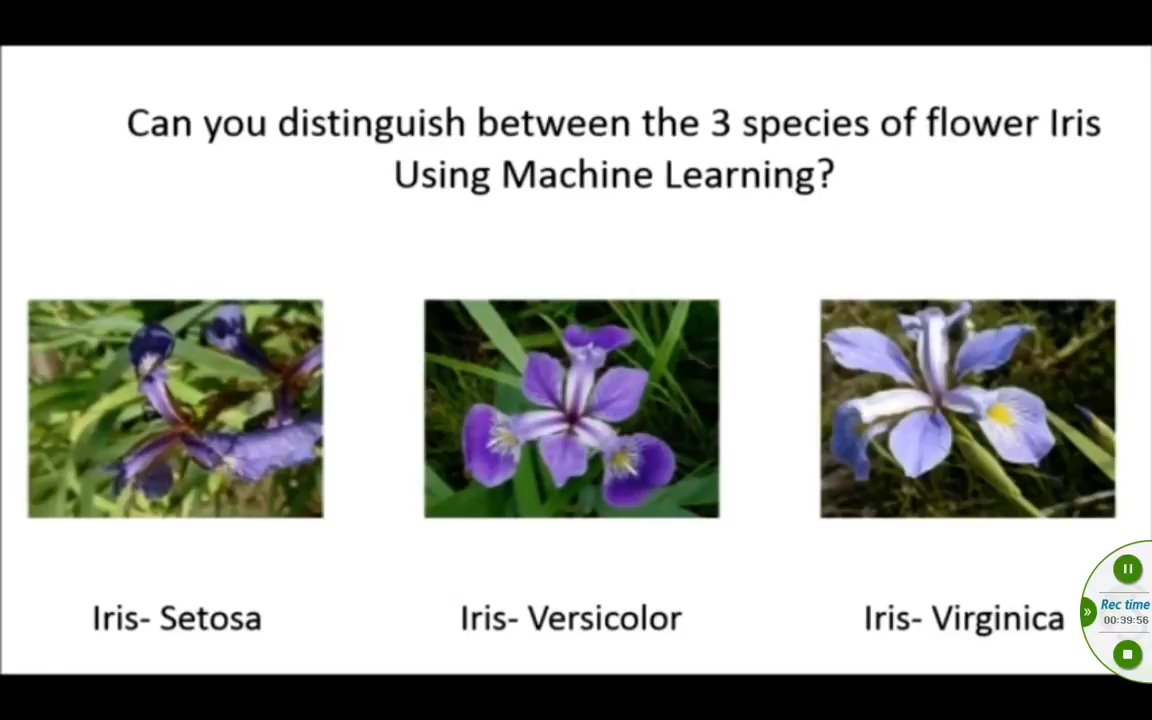 Can you distinguish between the 3 species of flower Iris
Using Machine Learning?
Iris- Setosa
Iris- Versicolor
Iris- Virginica
Rec time
00:39:56